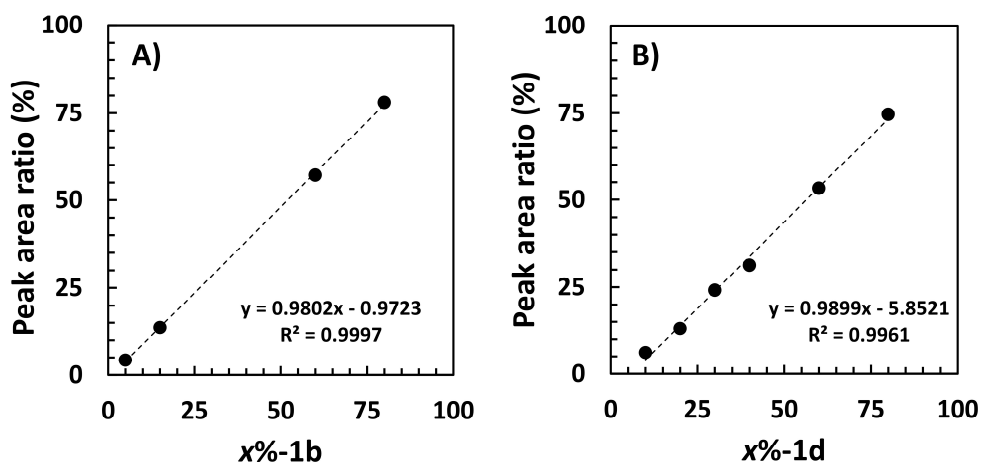 A)
Peak area ratio (%)
100
75
50
25
0
y = 0.9802x - 0.9723
R² = 0.9997
0 25 50 75 100
x%-1b
B)
Peak area ratio (%)
100
75
50
25
0
y = 0.9899x - 5.8521
R² = 0.9961
0 25 50 75 100
x%-1d